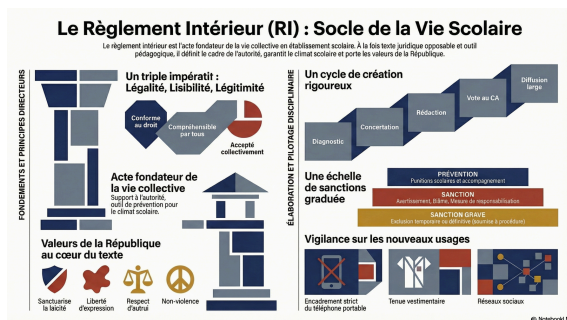 Le Règlement Intérieur (RI) : Socle de la Vie Scolaire
Le règlement intérieur est l'acte fondateur de la vie collective en établissement scolaire. À la fois texte juridique opposable et outil
pédagogique, il définit le cadre de l'autorité, garantit le climat scolaire et porte les valeurs de la République.
FONDEMENTS ET PRINCIPES DIRECTEURS
Un triple impératif :
Légalité, Lisibilité, Légitimité
Conforme
au droit
Compréhensible
par tous
Accepté
collectivement
Acte fondateur de
la vie collective
Support à l'autorité,
outil de prévention pour
le climat scolaire.
Valeurs de la République
au cœur du texte
Sanctuarise
la laïcité
Liberté
d'expression
Respect
d'autrui
Non-violence
ÉLABORATION ET PILOTAGE DISCIPLINAIRE
Un cycle de création
rigoureux
Diagnostic
Concertation
Rédaction
Vote au CA
Diffusion
large
Une échelle
de sanctions
graduée
PRÉVENTION
Punitions scolaires et accompagnement
SANCTION
Avertissement, Blâme, Mesure de responsabilisation
SANCTION GRAVE
Exclusion temporaire ou définitive (soumise à procédure)
Vigilance sur les nouveaux usages
Encadrement strict
du téléphone portable
Tenue vestimentaire
Réseaux sociaux